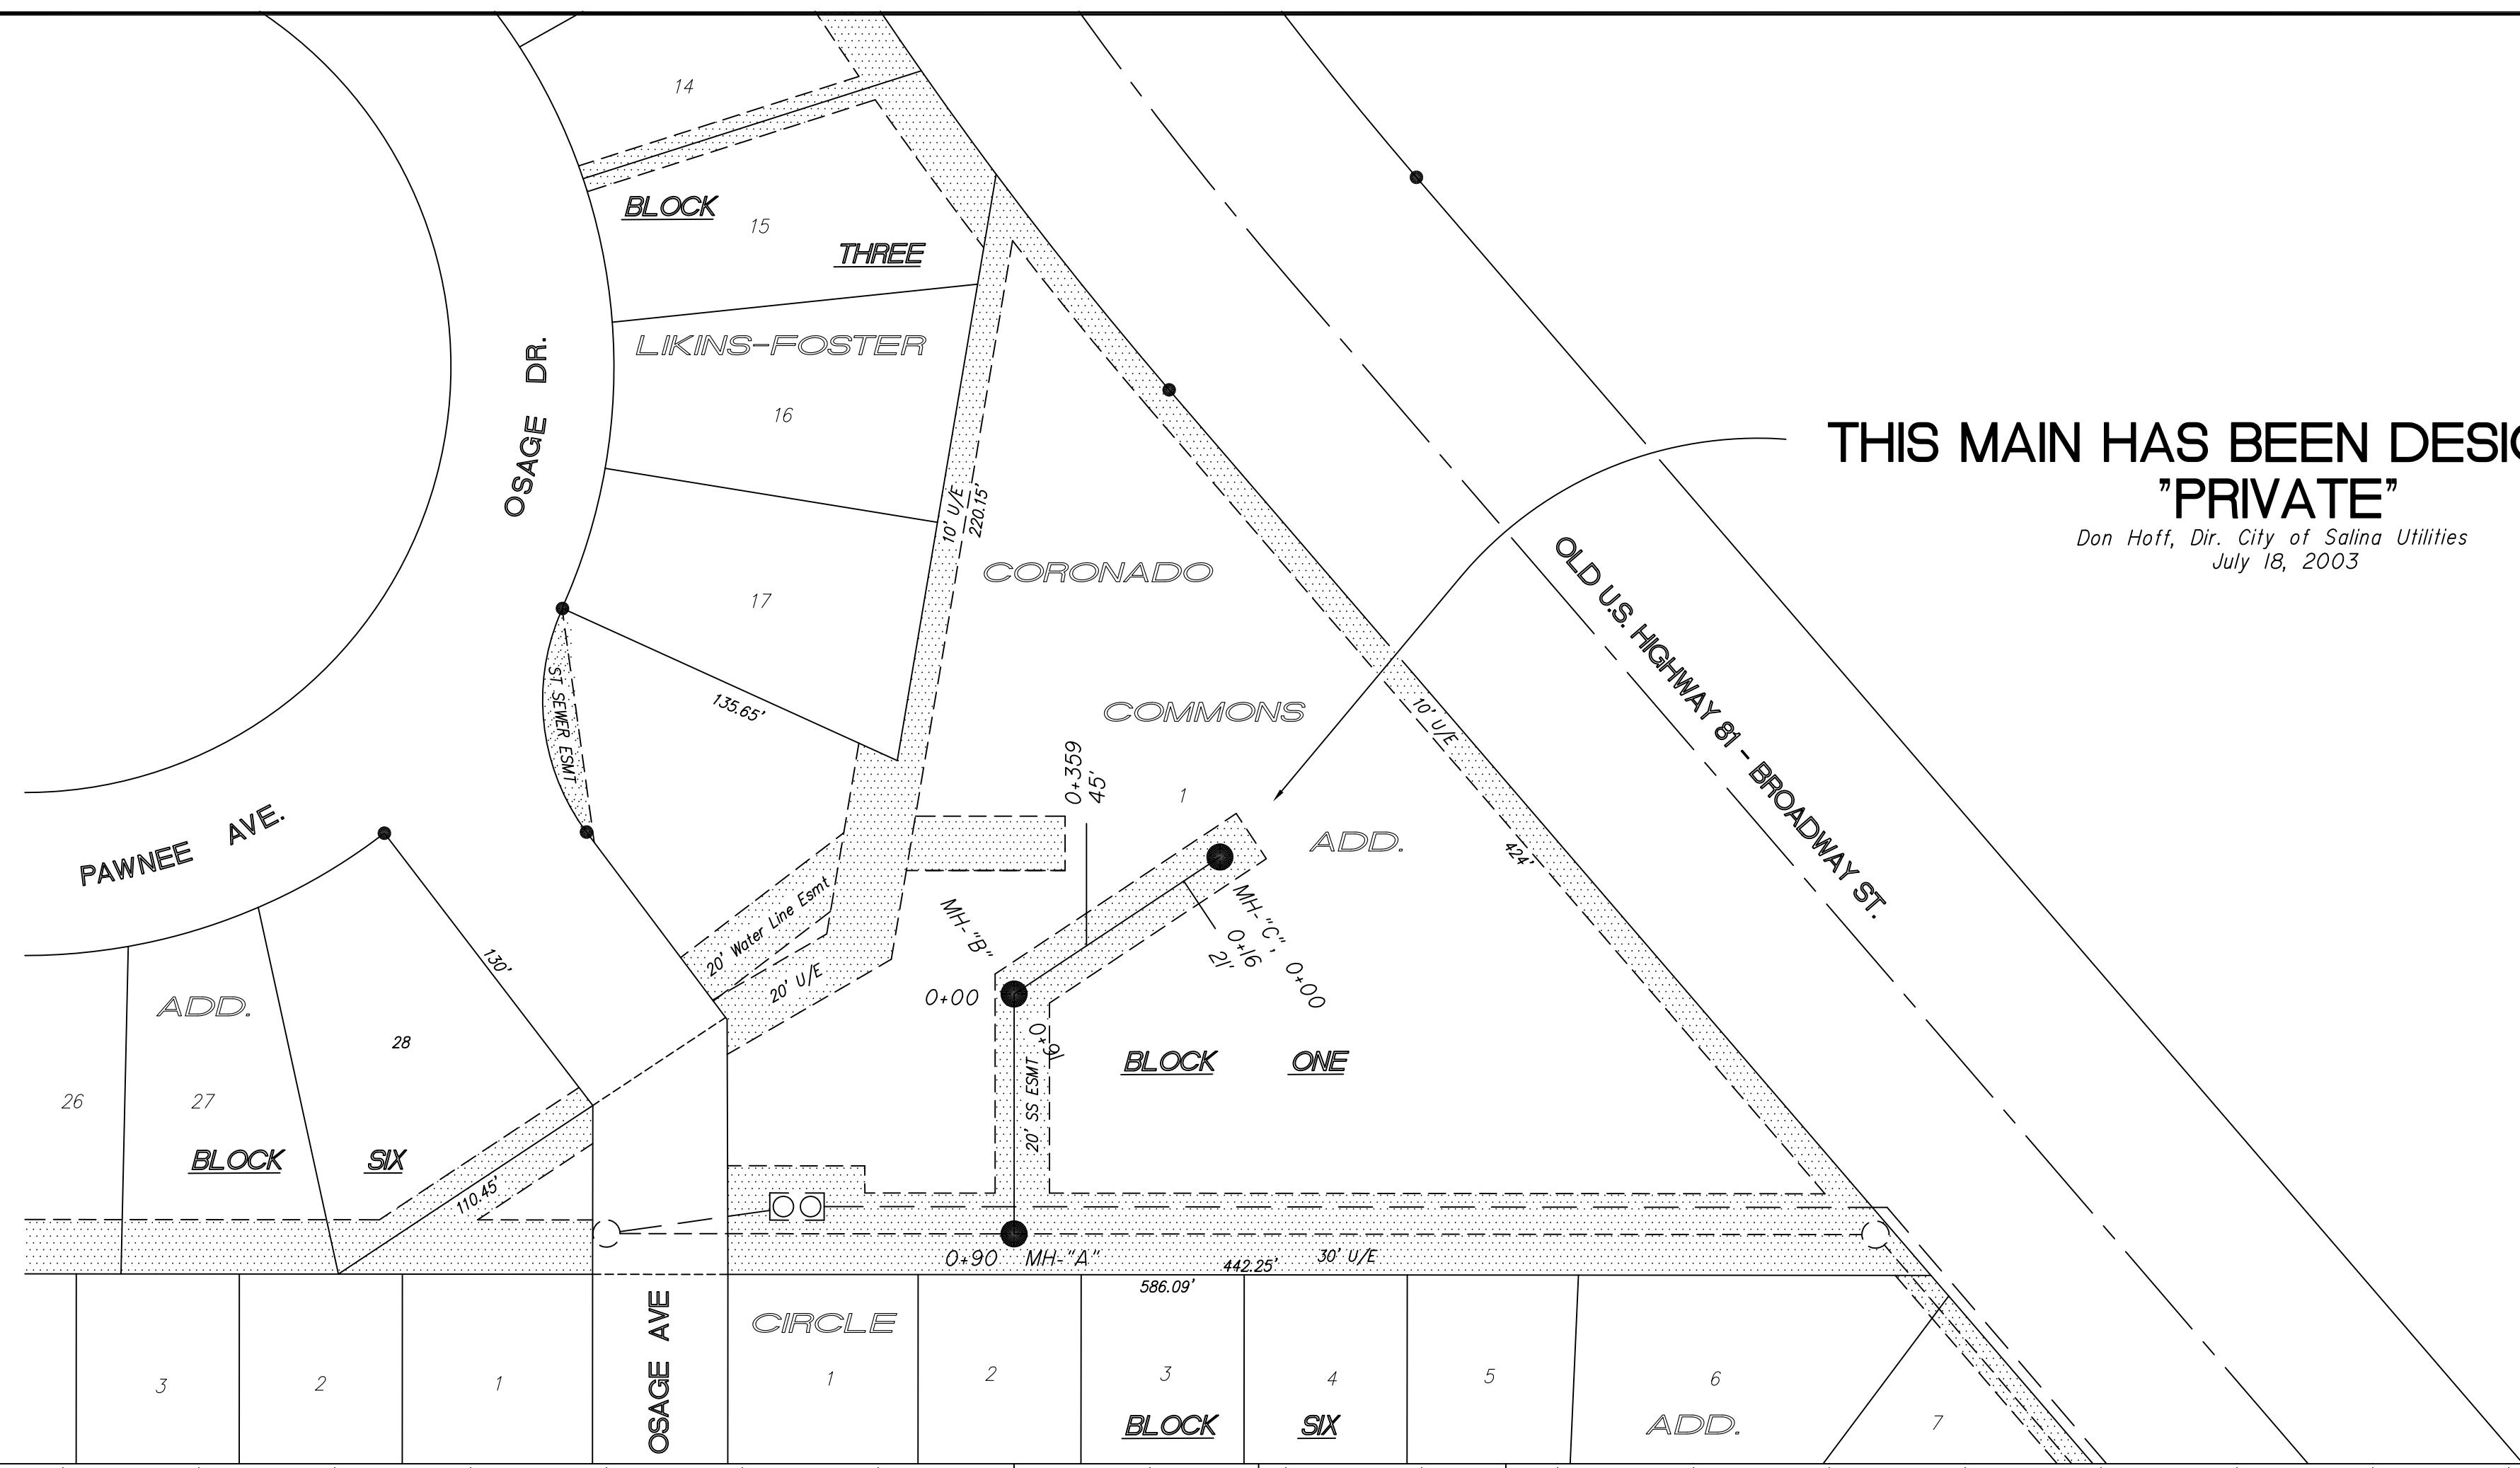 14
BLOCK
15
THREE
LIKINS-FOSTER
OSAGE DR.
16
10' U/E
220.15'
THIS MAIN HAS BEEN
"PRIVATE"
Don Hoff, Dir. City of Salina Utilities
July 18, 2003
OLD U.S. HIGHWAY 81 - BROADWAY ST.
CORONADO
17
ST SEWER ESMT
135.65'
COMMONS
10' U/E
0+359
45'
1
ADD.
424'
PAWNEE AVE.
20' Water Line Esmt
20' U/E
MH-"B"
MH-"C", 0+00
0+16
21'
130'
0+00
0+91
20' SS ESMT
ADD.
28
BLOCK ONE
26
27
BLOCK SIX
110.45'
0+90 MH-"A"
442.25'
30' U/E
586.09'
OSAGE AVE
CIRCLE
3
2
1
1
2
3
4
5
6
7
BLOCK SIX
ADD.